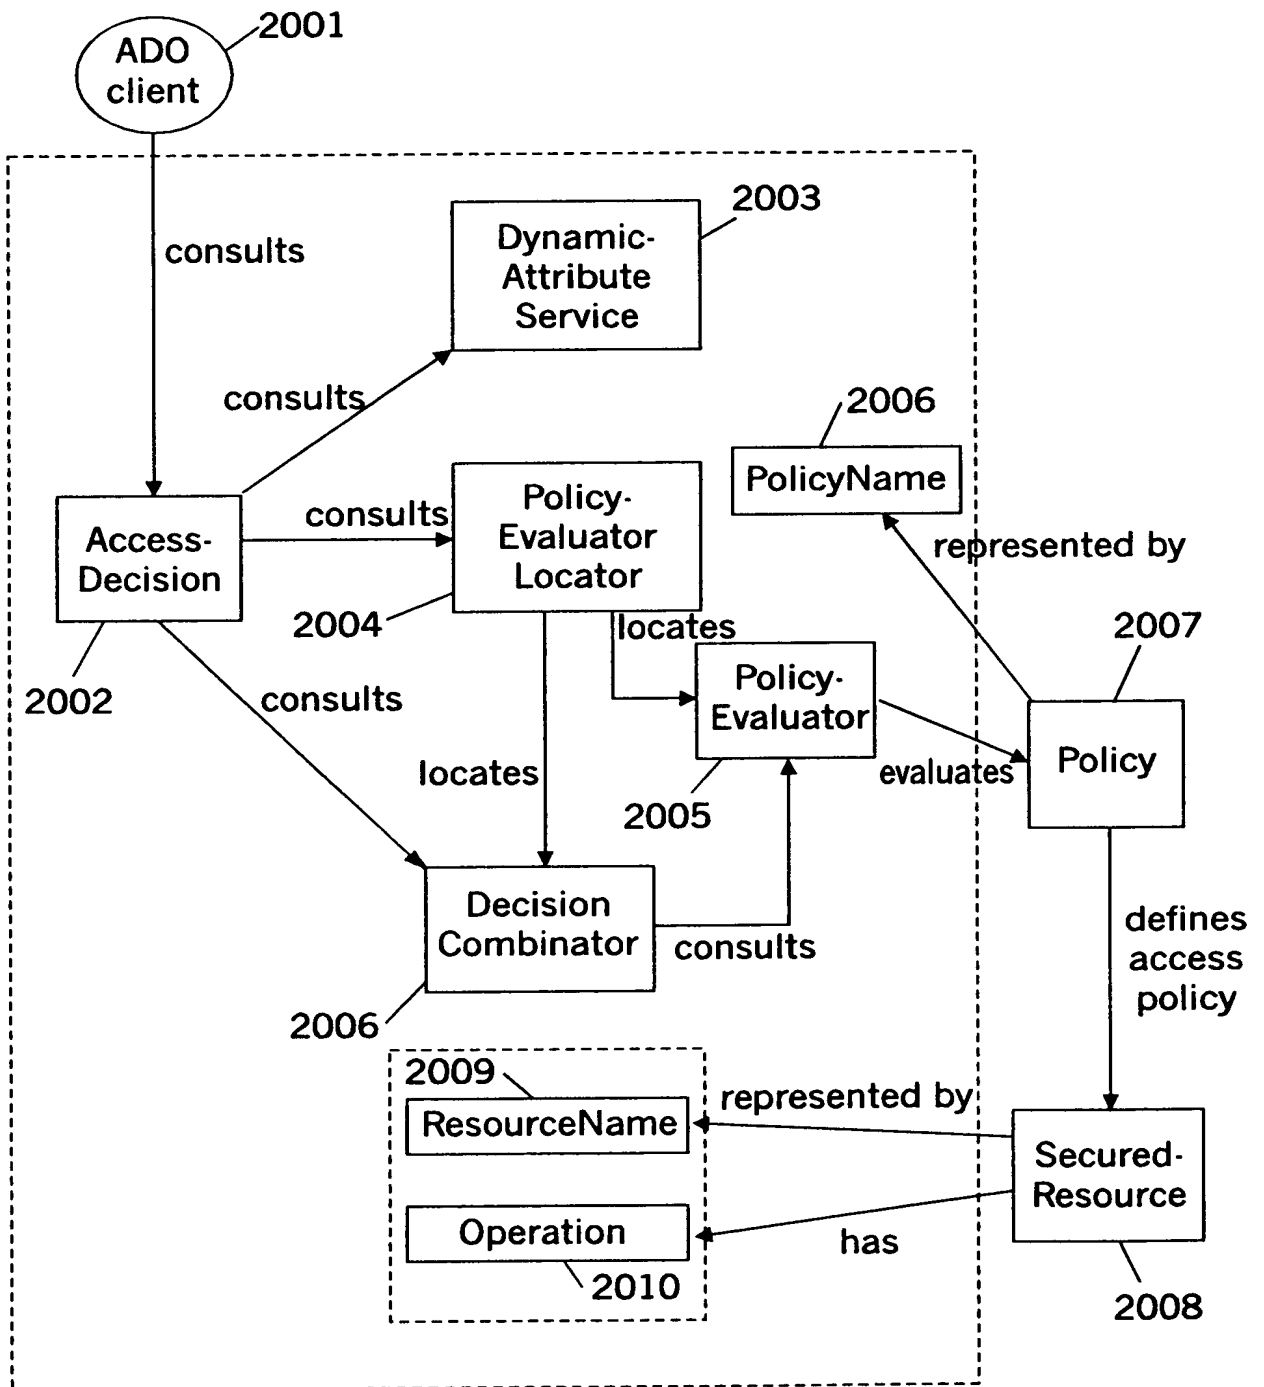 2001
ADO
client
consults
2003
Dynamic-
Attribute
Service
consults
2006
PolicyName
consults
Policy-
Evaluator
Locator
represented by
Access-
Decision
2004
locates
2007
2002
consults
Policy-
Evaluator
Policy
locates
evaluates
2005
Decision
Combinator
consults
defines
access
policy
2006
2009
ResourceName
represented by
Secured-
Resource
Operation
has
2010
2008